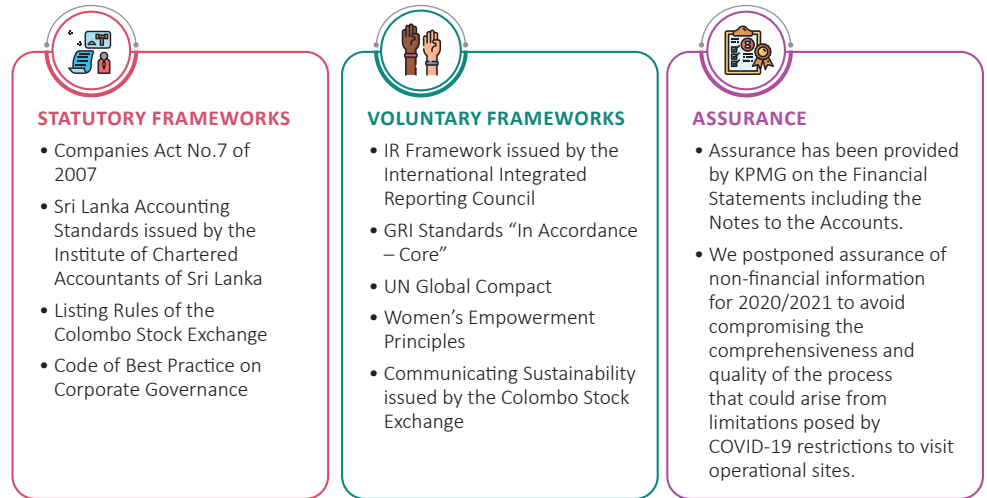 STATUTORY FRAMEWORKS
• Companies Act No.7 of
2007
• Sri Lanka Accounting
Standards issued by the
Institute of Chartered
Accountants of Sri Lanka
• Listing Rules of the
Colombo Stock Exchange
• Code of Best Practice on
Corporate Governance
VOLUNTARY FRAMEWORKS
• IR Framework issued by the
International Integrated
Reporting Council
• GRI Standards “In Accordance
– Core”
• UN Global Compact
• Women’s Empowerment
Principles
• Communicating Sustainability
issued by the Colombo Stock
Exchange
ASSURANCE
• Assurance has been provided
by KPMG on the Financial
Statements including the
Notes to the Accounts.
• We postponed assurance of
non-financial information
for 2020/2021 to avoid
compromising the
comprehensiveness and
quality of the process
that could arise from
limitations posed by
COVID-19 restrictions to visit
operational sites.